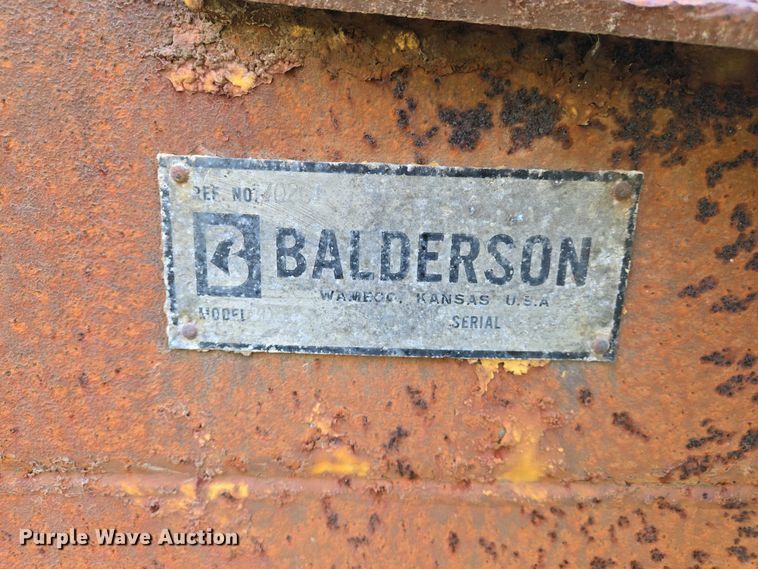 REF. NO.
B BALDERSON
WAMEGO, KANSAS U.S.A
MODEL SERIAL
Purple Wave Auction